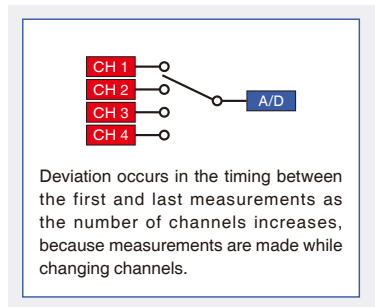 CH 1
CH 2
A/D
CH 3
CH 4
Deviation occurs in the timing between
the first and last measurements as
the number of channels increases,
because measurements are made while
changing channels.